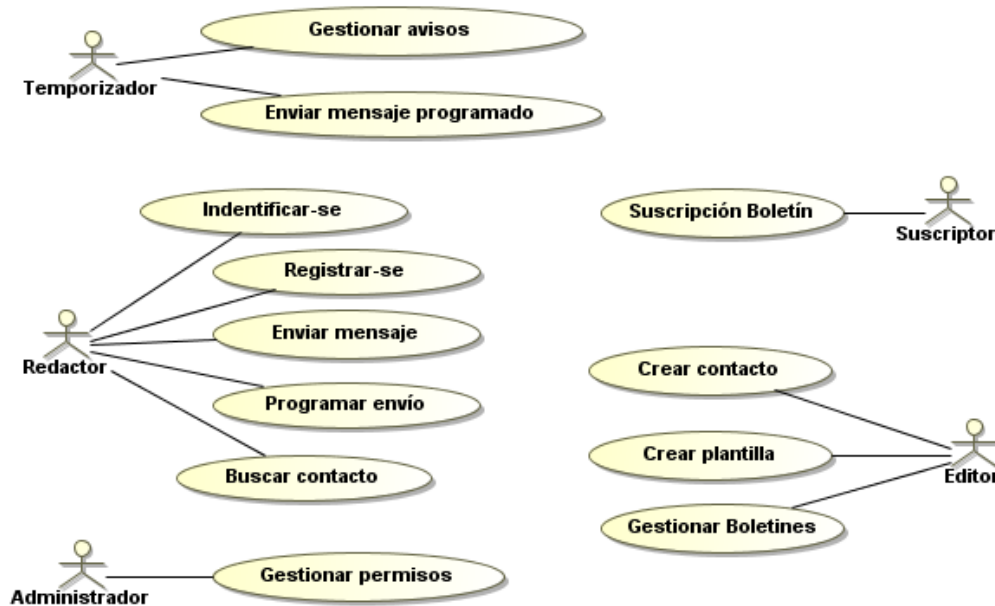 Gestionar avisos
Temporizador
Enviar mensaje programado
Indentificar-se
Suscripción Boletín
Suscriptor
Registrar-se
Enviar mensaje
Redactor
Crear contacto
Programar envío
Crear plantilla
Editor
Buscar contacto
Gestionar Boletines
Gestionar permisos
Administrador